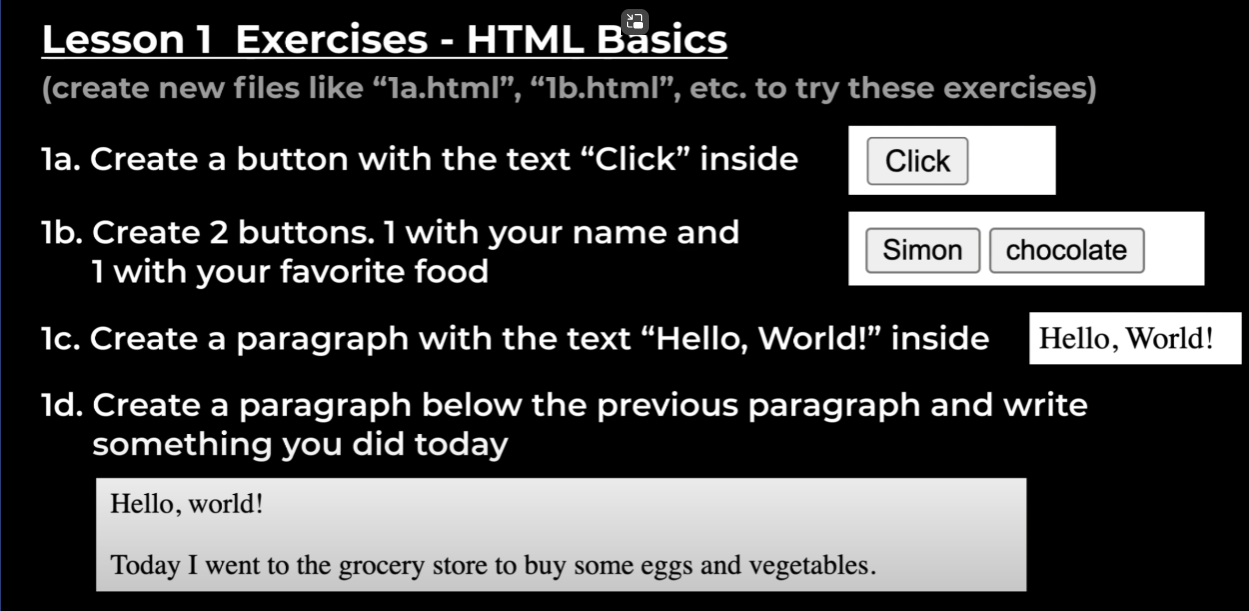 Lesson 1 Exercises - HTML Basics
(create new files like “1a.html”, “1b.html”, etc. to try these exercises)
1a. Create a button with the text “Click” inside
Click
1b. Create 2 buttons. 1 with your name and
1 with your favorite food
Simon chocolate
1c. Create a paragraph with the text “Hello, World!” inside
Hello, World!
1d. Create a paragraph below the previous paragraph and write
something you did today
Hello, world!
Today I went to the grocery store to buy some eggs and vegetables.